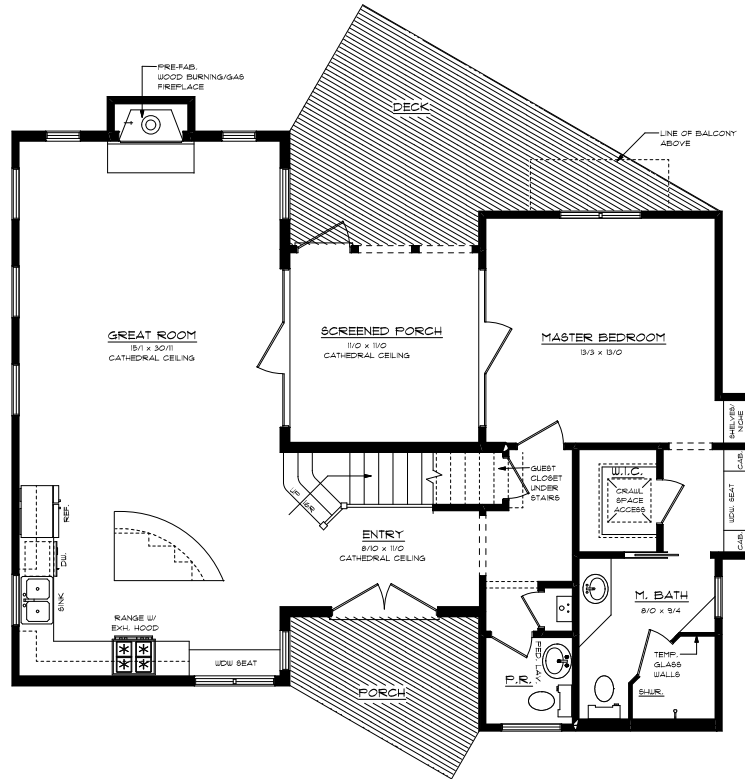 PRE-FAB.
WOOD BURNING/GAS
FIREPLACE
DECK
LINE OF BALCONY
ABOVE
GREAT ROOM
15/1 x 30/11
CATHEDRAL CEILING
SCREENED PORCH
11/0 x 11/0
CATHEDRAL CEILING
MASTER BEDROOM
13/3 x 13/0
SHELVES/
NICHE
CAB.
WDW. SEAT
CAB.
W.I.C.
CRAWL
SPACE
ACCESS
GUEST
CLOSET
UNDER
STAIRS
UP 16R
ENTRY
8/10 x 11/0
CATHEDRAL CEILING
REF.
DW.
SINK
RANGE W/
EXH. HOOD
WDW SEAT
PORCH
P.R.
PED. LAV.
M. BATH
8/0 x 9/4
TEMP.
GLASS
WALLS
SHWR.